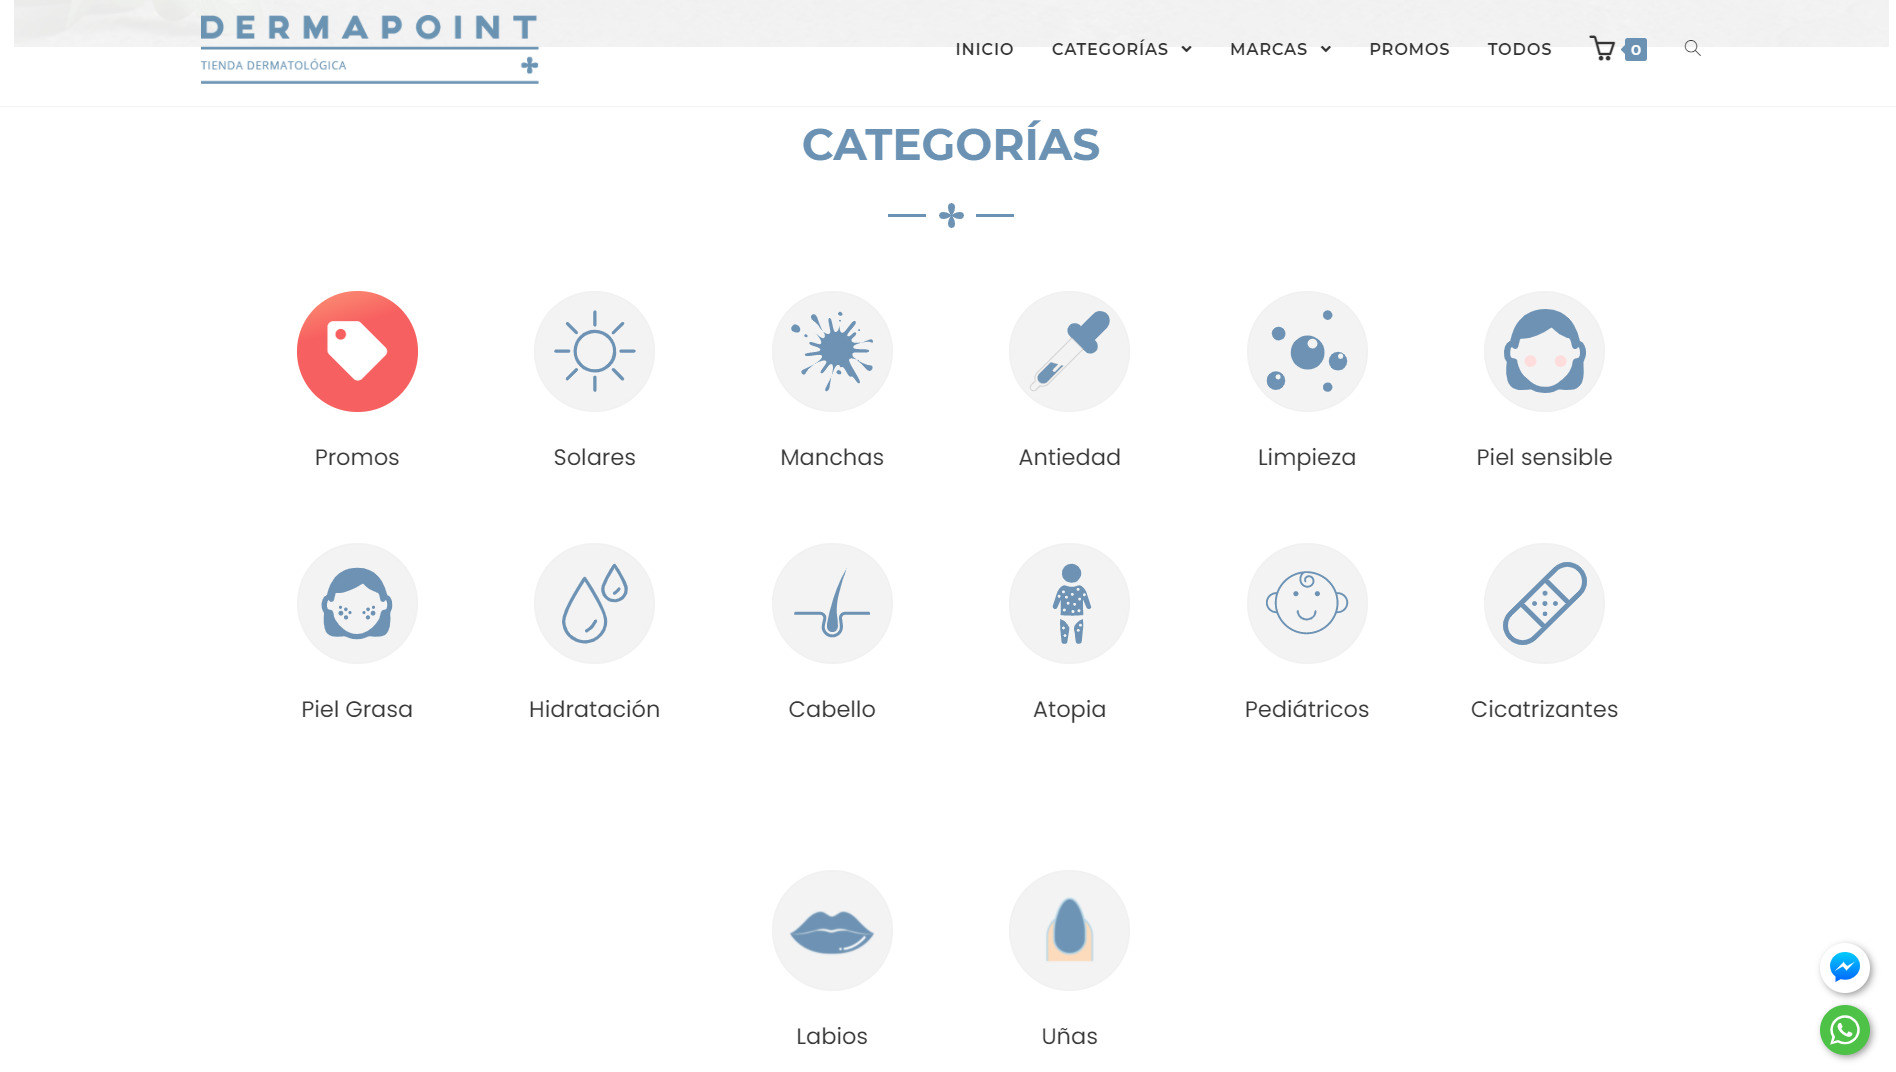 DERMAPOINT
TIENDA DERMATOLÓGICA
INICIO CATEGORÍAS MARCAS PROMOS TODOS 0
CATEGORÍAS
Promos Solares Manchas Antiedad Limpieza Piel sensible
Piel Grasa Hidratación Cabello Atopia Pediátricos Cicatrizantes
Labios Uñas